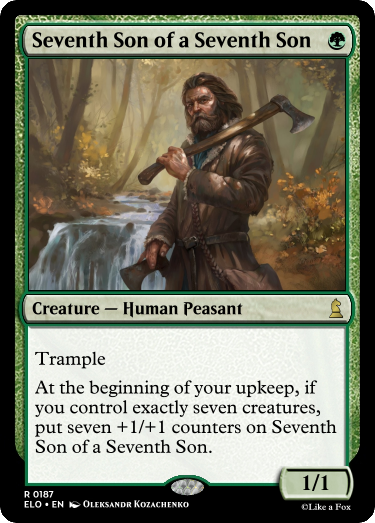 Seventh Son of a Seventh Son
Creature — Human Peasant
Trample
At the beginning of your upkeep, if
you control exactly seven creatures,
put seven +1/+1 counters on Seventh
Son of a Seventh Son.
1/1
R 0187
ELO • EN Oleksandr Kozachenko
©Like a Fox